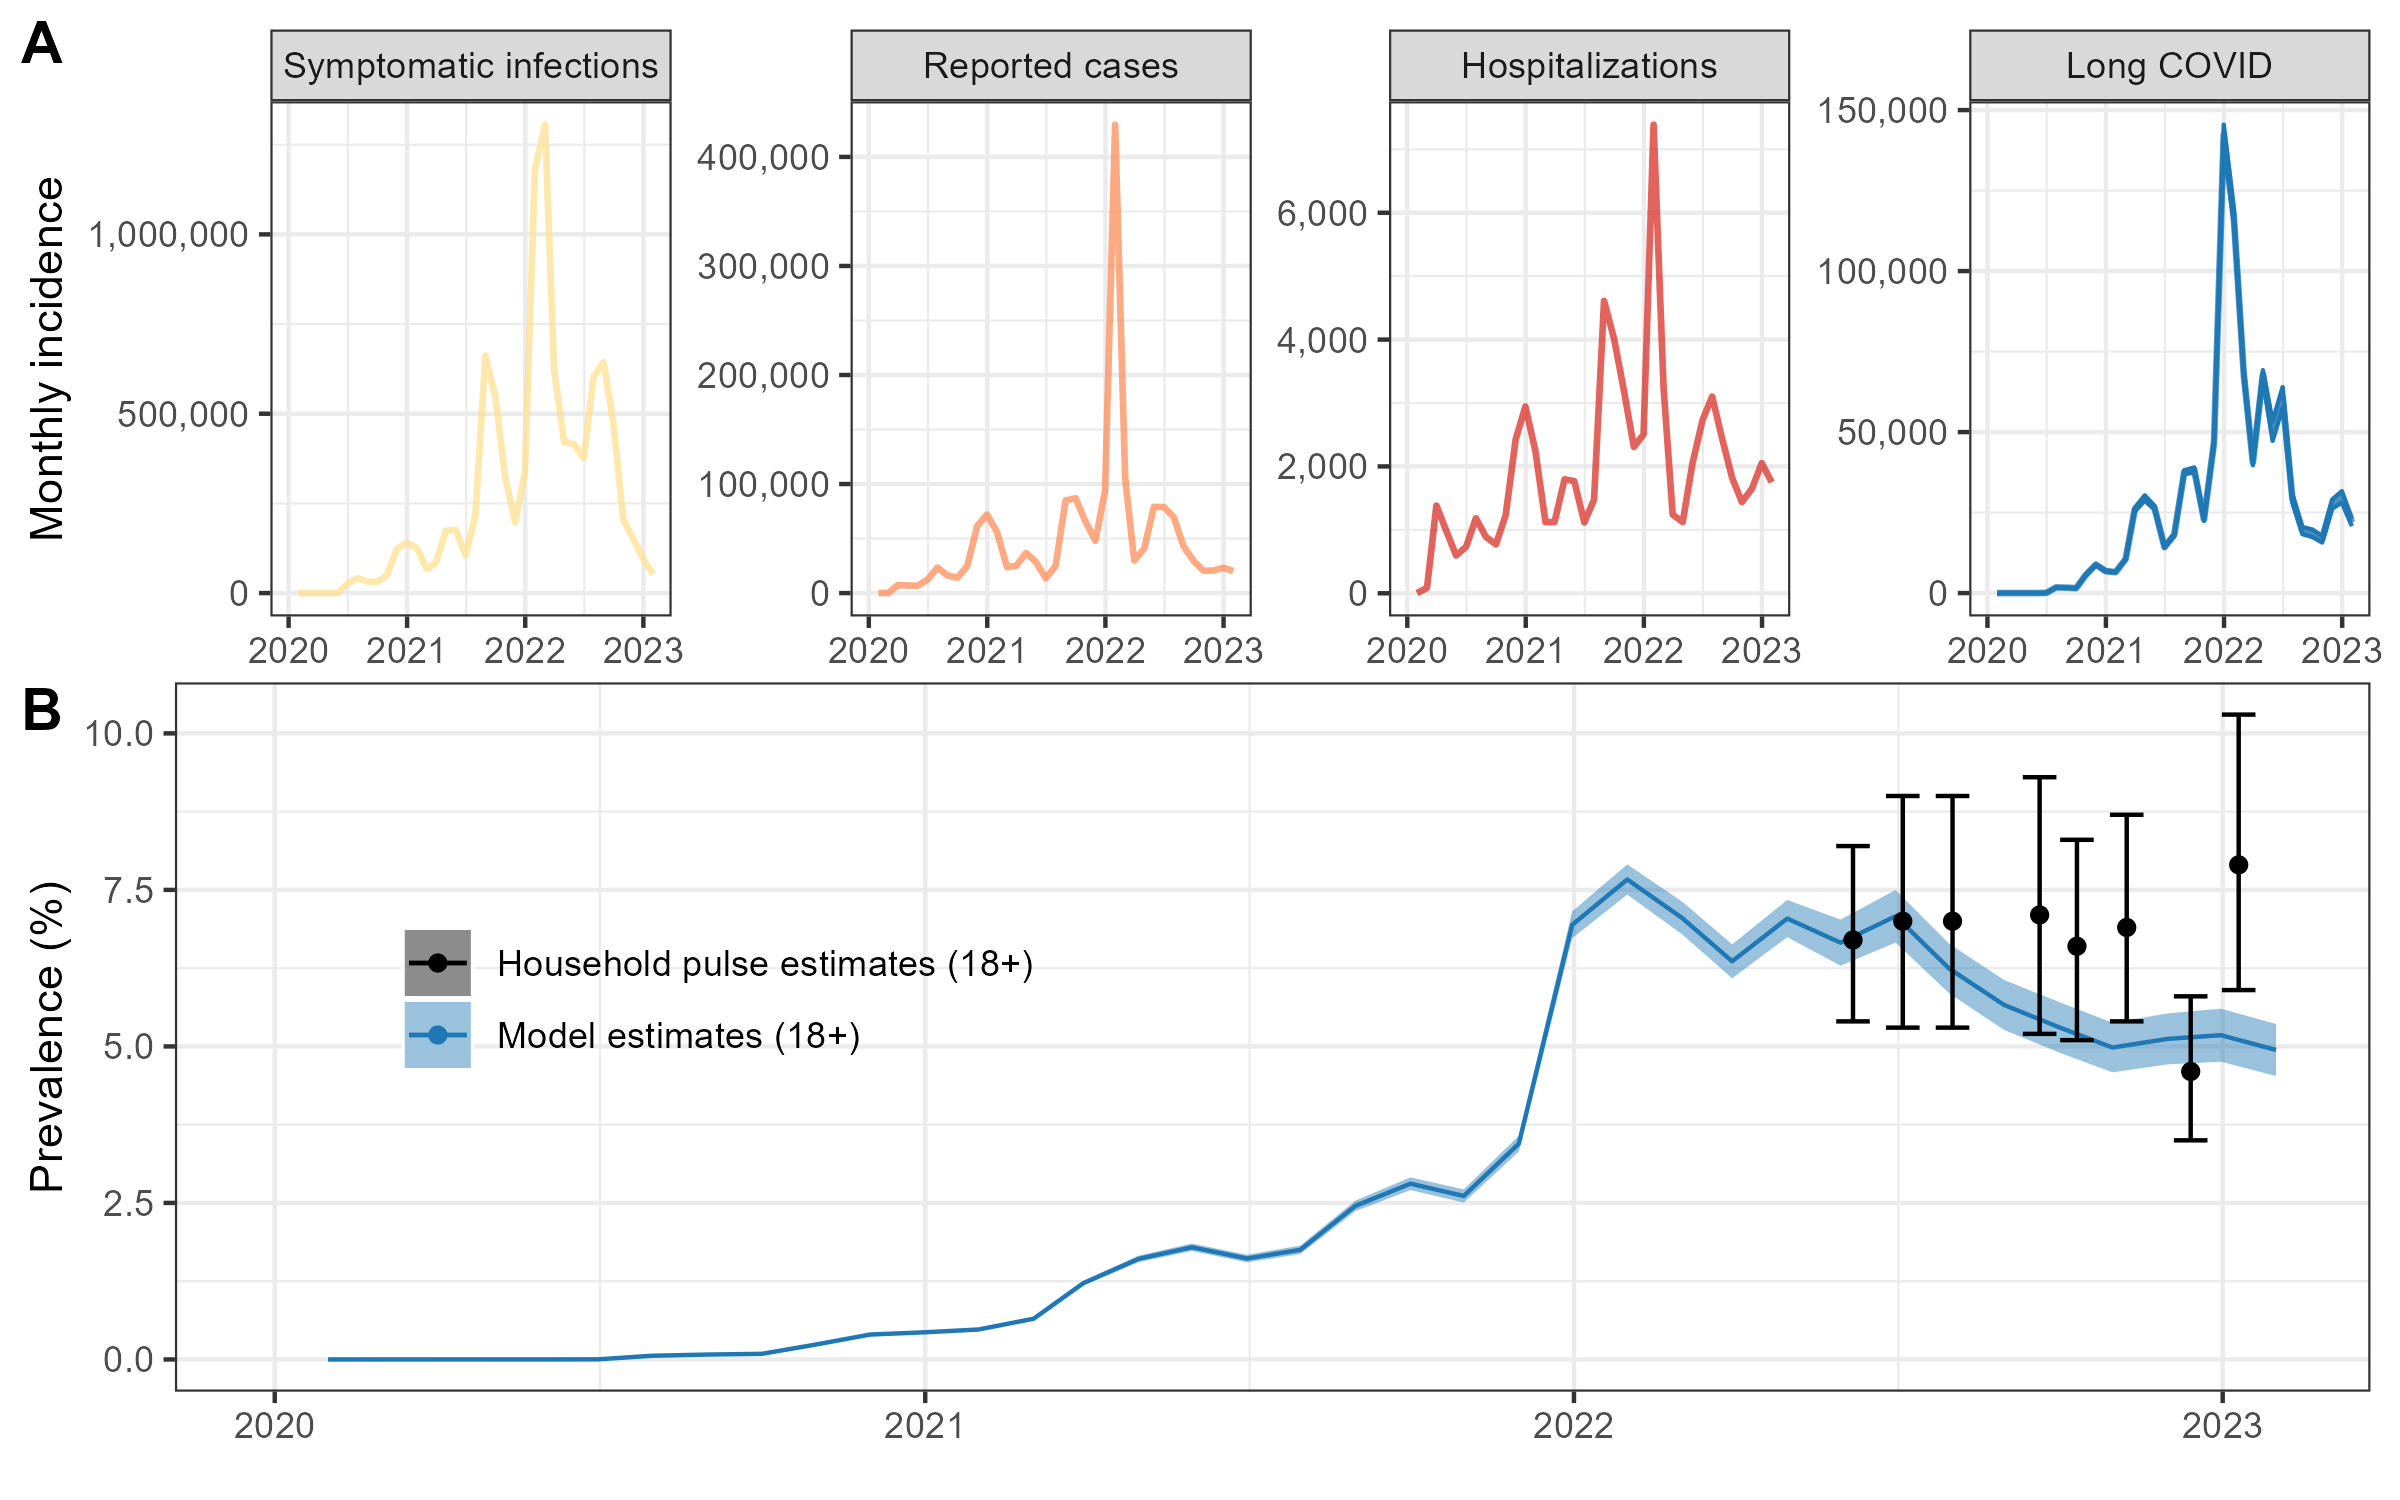 A
Symptomatic infections
Reported cases
Hospitalizations
Long COVID
Monthly incidence
1,000,000
500,000
0
2020 2021 2022 2023
400,000
300,000
200,000
100,000
0
2020 2021 2022 2023
6,000
4,000
2,000
0
2020 2021 2022 2023
150,000
100,000
50,000
0
2020 2021 2022 2023
B
Prevalence (%)
10.0
7.5
5.0
2.5
0.0
Household pulse estimates (18+)
Model estimates (18+)
2020 2021 2022 2023